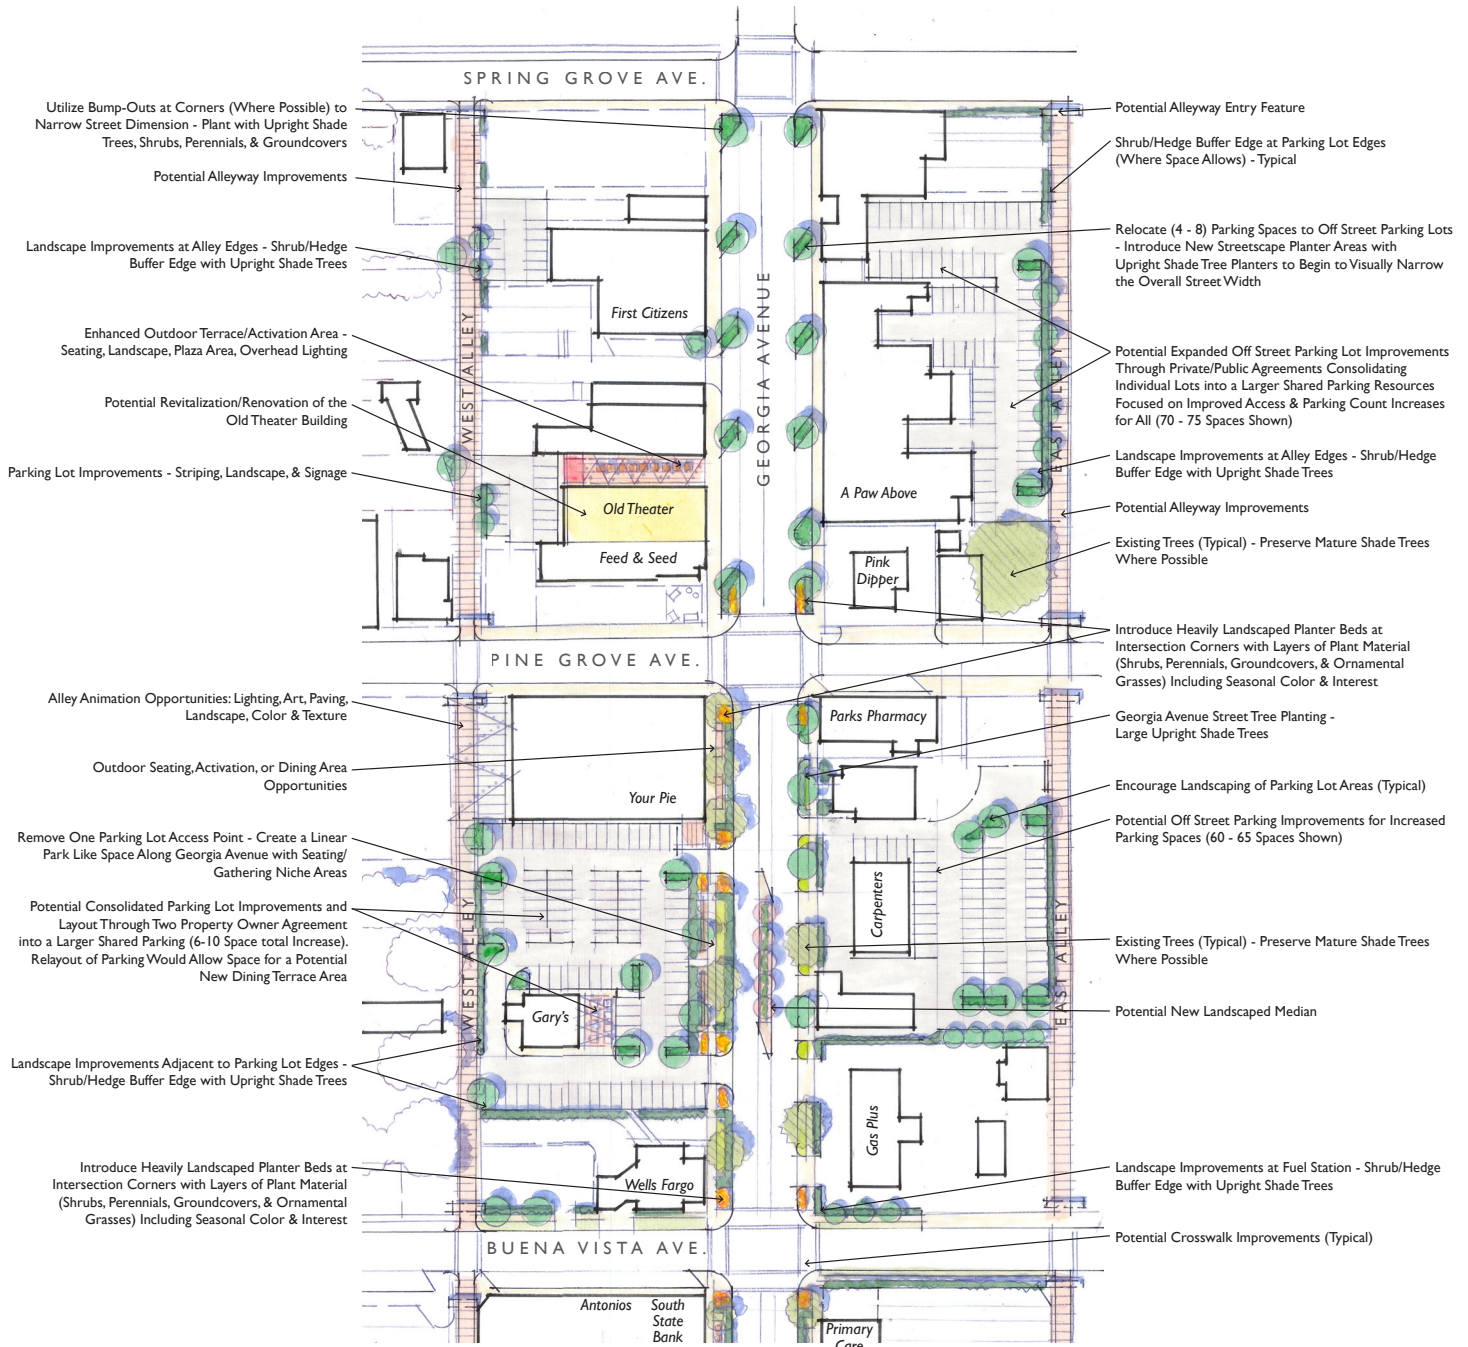 SPRING GROVE AVE.
Utilize Bump-Outs at Corners (Where Possible) to
Narrow Street Dimension - Plant with Upright Shade
Trees, Shrubs, Perennials, & Groundcovers
Potential Alleyway Improvements
Landscape Improvements at Alley Edges - Shrub/Hedge
Buffer Edge with Upright Shade Trees
Enhanced Outdoor Terrace/Activation Area -
Seating, Landscape, Plaza Area, Overhead Lighting
Potential Revitalization/Renovation of the
Old Theater Building
Parking Lot Improvements - Striping, Landscape, & Signage
WEST ALLEY
First Citizens
Old Theater
Feed & Seed
GEORGIA AVENUE
A Paw Above
Pink
Dipper
EAST ALLEY
Potential Alleyway Entry Feature
Shrub/Hedge Buffer Edge at Parking Lot Edges
(Where Space Allows) - Typical
Relocate (4 - 8) Parking Spaces to Off Street Parking Lots
- Introduce New Streetscape Planter Areas with
Upright Shade Tree Planters to Begin to Visually Narrow
the Overall Street Width
Potential Expanded Off Street Parking Lot Improvements
Through Private/Public Agreements Consolidating
Individual Lots into a Larger Shared Parking Resources
Focused on Improved Access & Parking Count Increases
for All (70 - 75 Spaces Shown)
Landscape Improvements at Alley Edges - Shrub/Hedge
Buffer Edge with Upright Shade Trees
Potential Alleyway Improvements
Existing Trees (Typical) - Preserve Mature Shade Trees
Where Possible
Introduce Heavily Landscaped Planter Beds at
Intersection Corners with Layers of Plant Material
(Shrubs, Perennials, Groundcovers, & Ornamental
Grasses) Including Seasonal Color & Interest
PINE GROVE AVE.
Alley Animation Opportunities: Lighting, Art, Paving,
Landscape, Color & Texture
Outdoor Seating, Activation, or Dining Area
Opportunities
Remove One Parking Lot Access Point - Create a Linear
Park Like Space Along Georgia Avenue with Seating/
Gathering Niche Areas
Potential Consolidated Parking Lot Improvements and
Layout Through Two Property Owner Agreement
into a Larger Shared Parking (6-10 Space total Increase).
Relayout of Parking Would Allow Space for a Potential
New Dining Terrace Area
Landscape Improvements Adjacent to Parking Lot Edges -
Shrub/Hedge Buffer Edge with Upright Shade Trees
Introduce Heavily Landscaped Planter Beds at
Intersection Corners with Layers of Plant Material
(Shrubs, Perennials, Groundcovers, & Ornamental
Grasses) Including Seasonal Color & Interest
WEST ALLEY
Your Pie
Gary's
Wells Fargo
Parks Pharmacy
Carpenters
Gas Plus
EAST ALLEY
Georgia Avenue Street Tree Planting -
Large Upright Shade Trees
Encourage Landscaping of Parking Lot Areas (Typical)
Potential Off Street Parking Improvements for Increased
Parking Spaces (60 - 65 Spaces Shown)
Existing Trees (Typical) - Preserve Mature Shade Trees
Where Possible
Potential New Landscaped Median
Landscape Improvements at Fuel Station - Shrub/Hedge
Buffer Edge with Upright Shade Trees
Potential Crosswalk Improvements (Typical)
BUENA VISTA AVE.
Antonios
South
State
Bank
Primary
Care